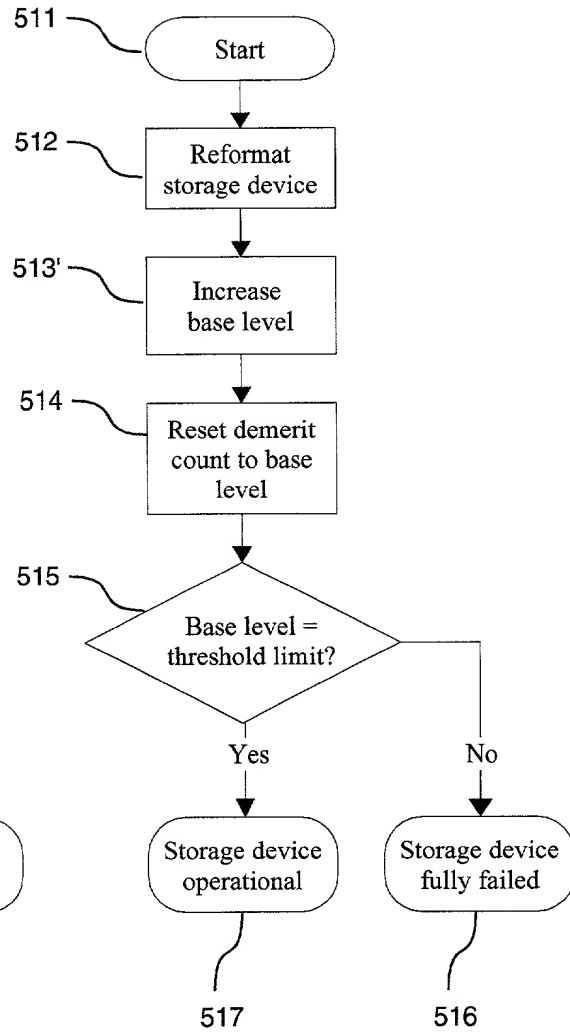 511
Start
512
Reformat
storage device
513'
Increase
base level
514
Reset demerit
count to base
level
515
Base level =
threshold limit?
Yes
No
Storage device
operational
Storage device
fully failed
517
516